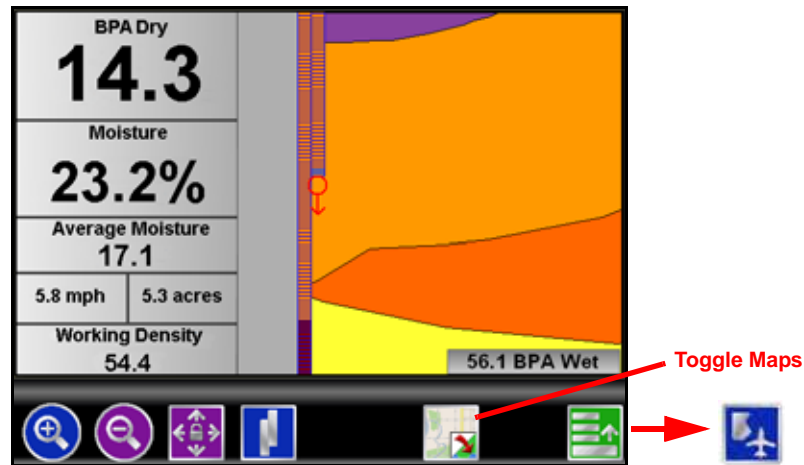 BPA Dry
14.3
Moisture
23.2%
Average Moisture
17.1
5.8 mph
5.3 acres
Working Density
54.4
56.1 BPA Wet
Toggle Maps